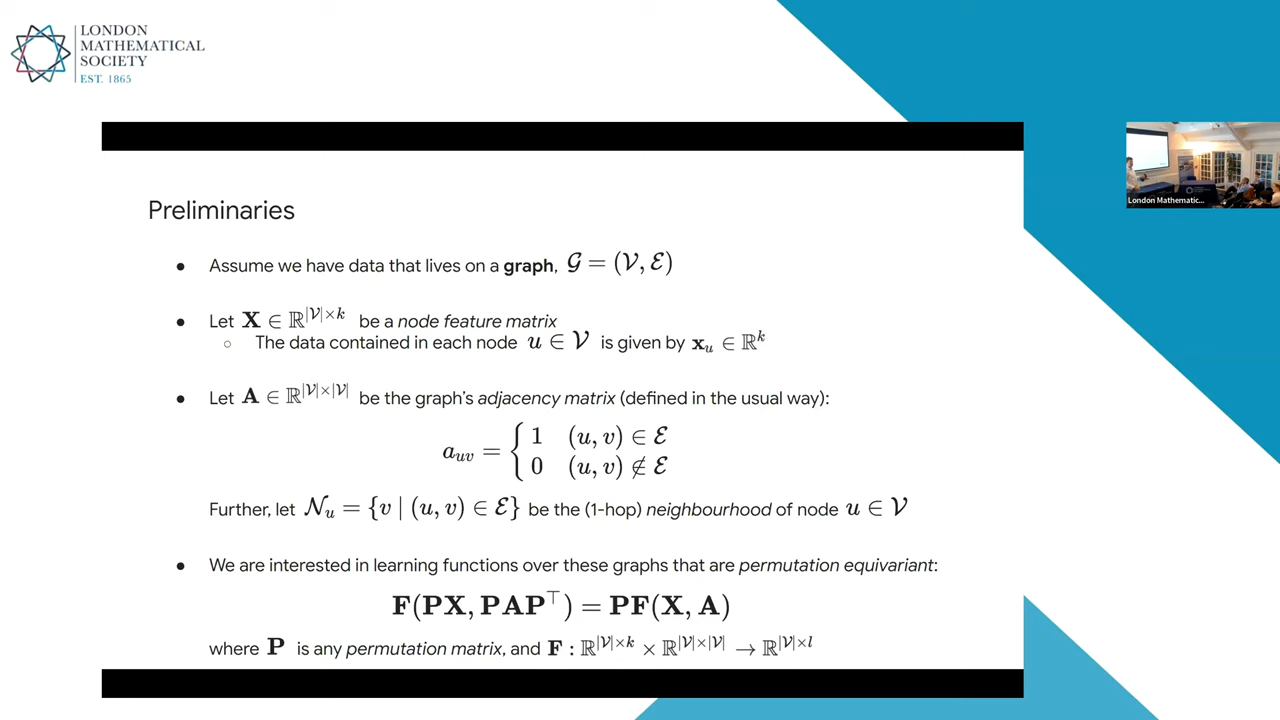 LONDON
MATHEMATICAL
SOCIETY
EST. 1865
London Mathematic...
Preliminaries
● Assume we have data that lives on a graph, 𝒢 = (𝒱, ℰ)
● Let 𝐗 ∈ ℝ^{|𝒱|×k} be a node feature matrix
○ The data contained in each node u ∈ 𝒱 is given by 𝐱_u ∈ ℝ^k
● Let 𝐀 ∈ ℝ^{|𝒱|×|𝒱|} be the graph's adjacency matrix (defined in the usual way):
a_{uv} = { 1 (u, v) ∈ ℰ
0 (u, v) ∉ ℰ
Further, let 𝒩_u = {v | (u, v) ∈ ℰ} be the (1-hop) neighbourhood of node u ∈ 𝒱
● We are interested in learning functions over these graphs that are permutation equivariant:
𝐅(𝐏𝐗, 𝐏𝐀𝐏^⊤) = 𝐏𝐅(𝐗, 𝐀)
where 𝐏 is any permutation matrix, and 𝐅 : ℝ^{|𝒱|×k} × ℝ^{|𝒱|×|𝒱|} → ℝ^{|𝒱|×l}